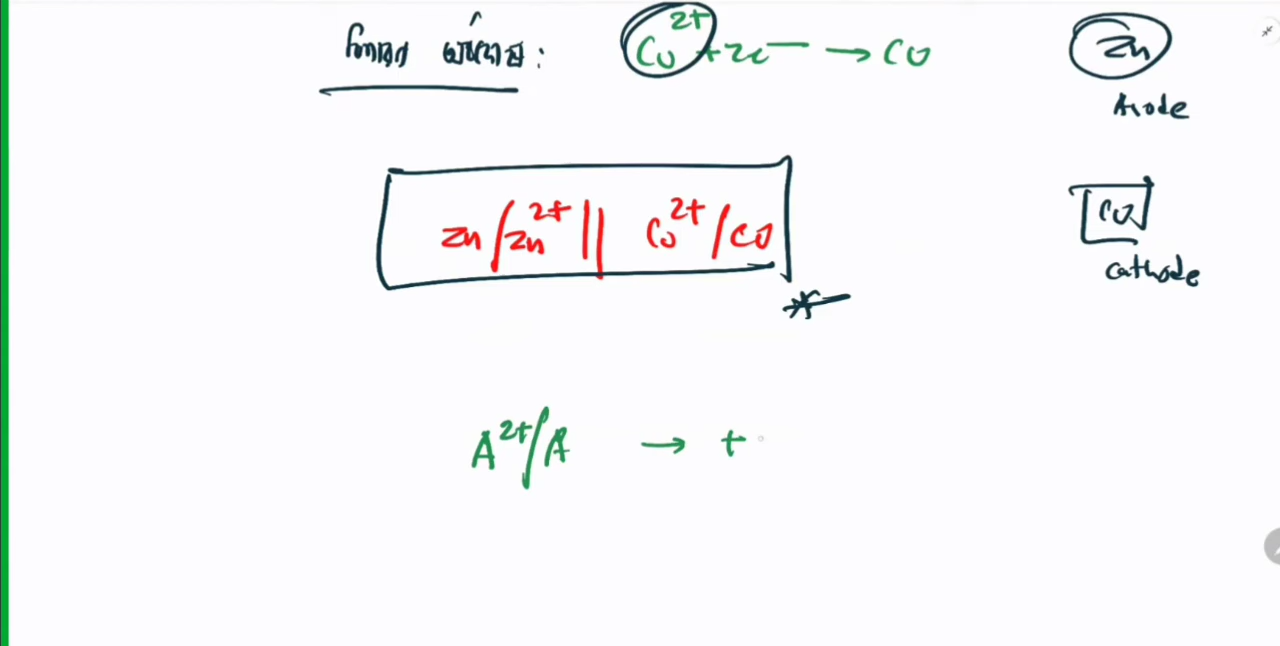 Cu²⁺ + 2e⁻ → Cu
Zn
Anode
Zn/Zn²⁺ || Cu²⁺/Cu
Cu
cathode
A²⁺/A → +